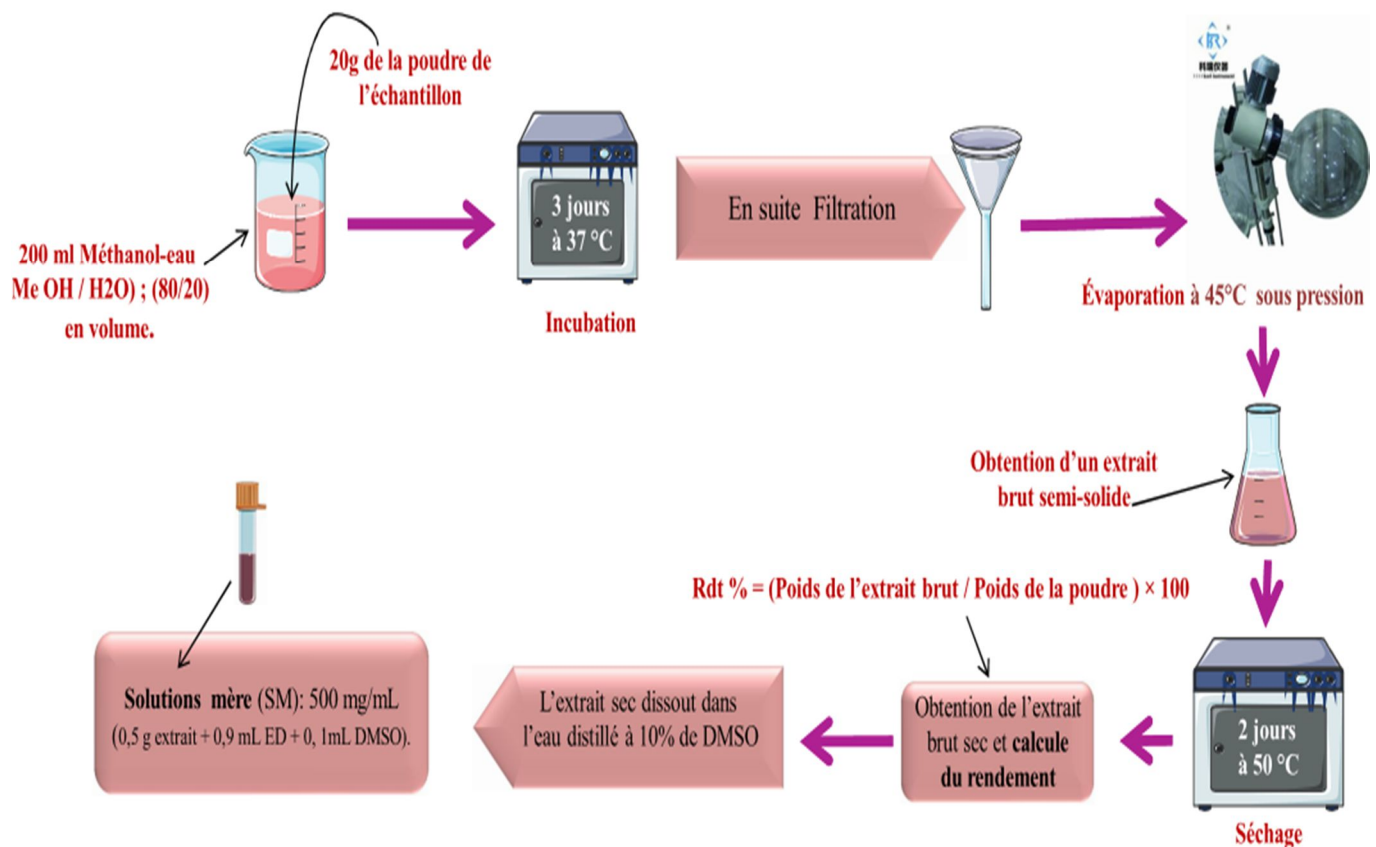 20g de la poudre de
l'échantillon
200 ml Méthanol-eau
Me OH / H2O) ; (80/20)
en volume.
3 jours
à 37 °C
Incubation
En suite Filtration
科瑞仪器
Évaporation à 45°C sous pression
Obtention d'un extrait
brut semi-solide
2 jours
à 50 °C
Séchage
Rdt % = (Poids de l'extrait brut / Poids de la poudre ) × 100
Obtention de l'extrait
brut sec et calcule
du rendement
L'extrait sec dissout dans
l'eau distillé à 10% de DMSO
Solutions mère (SM): 500 mg/mL
(0,5 g extrait + 0,9 mL ED + 0, 1mL DMSO).